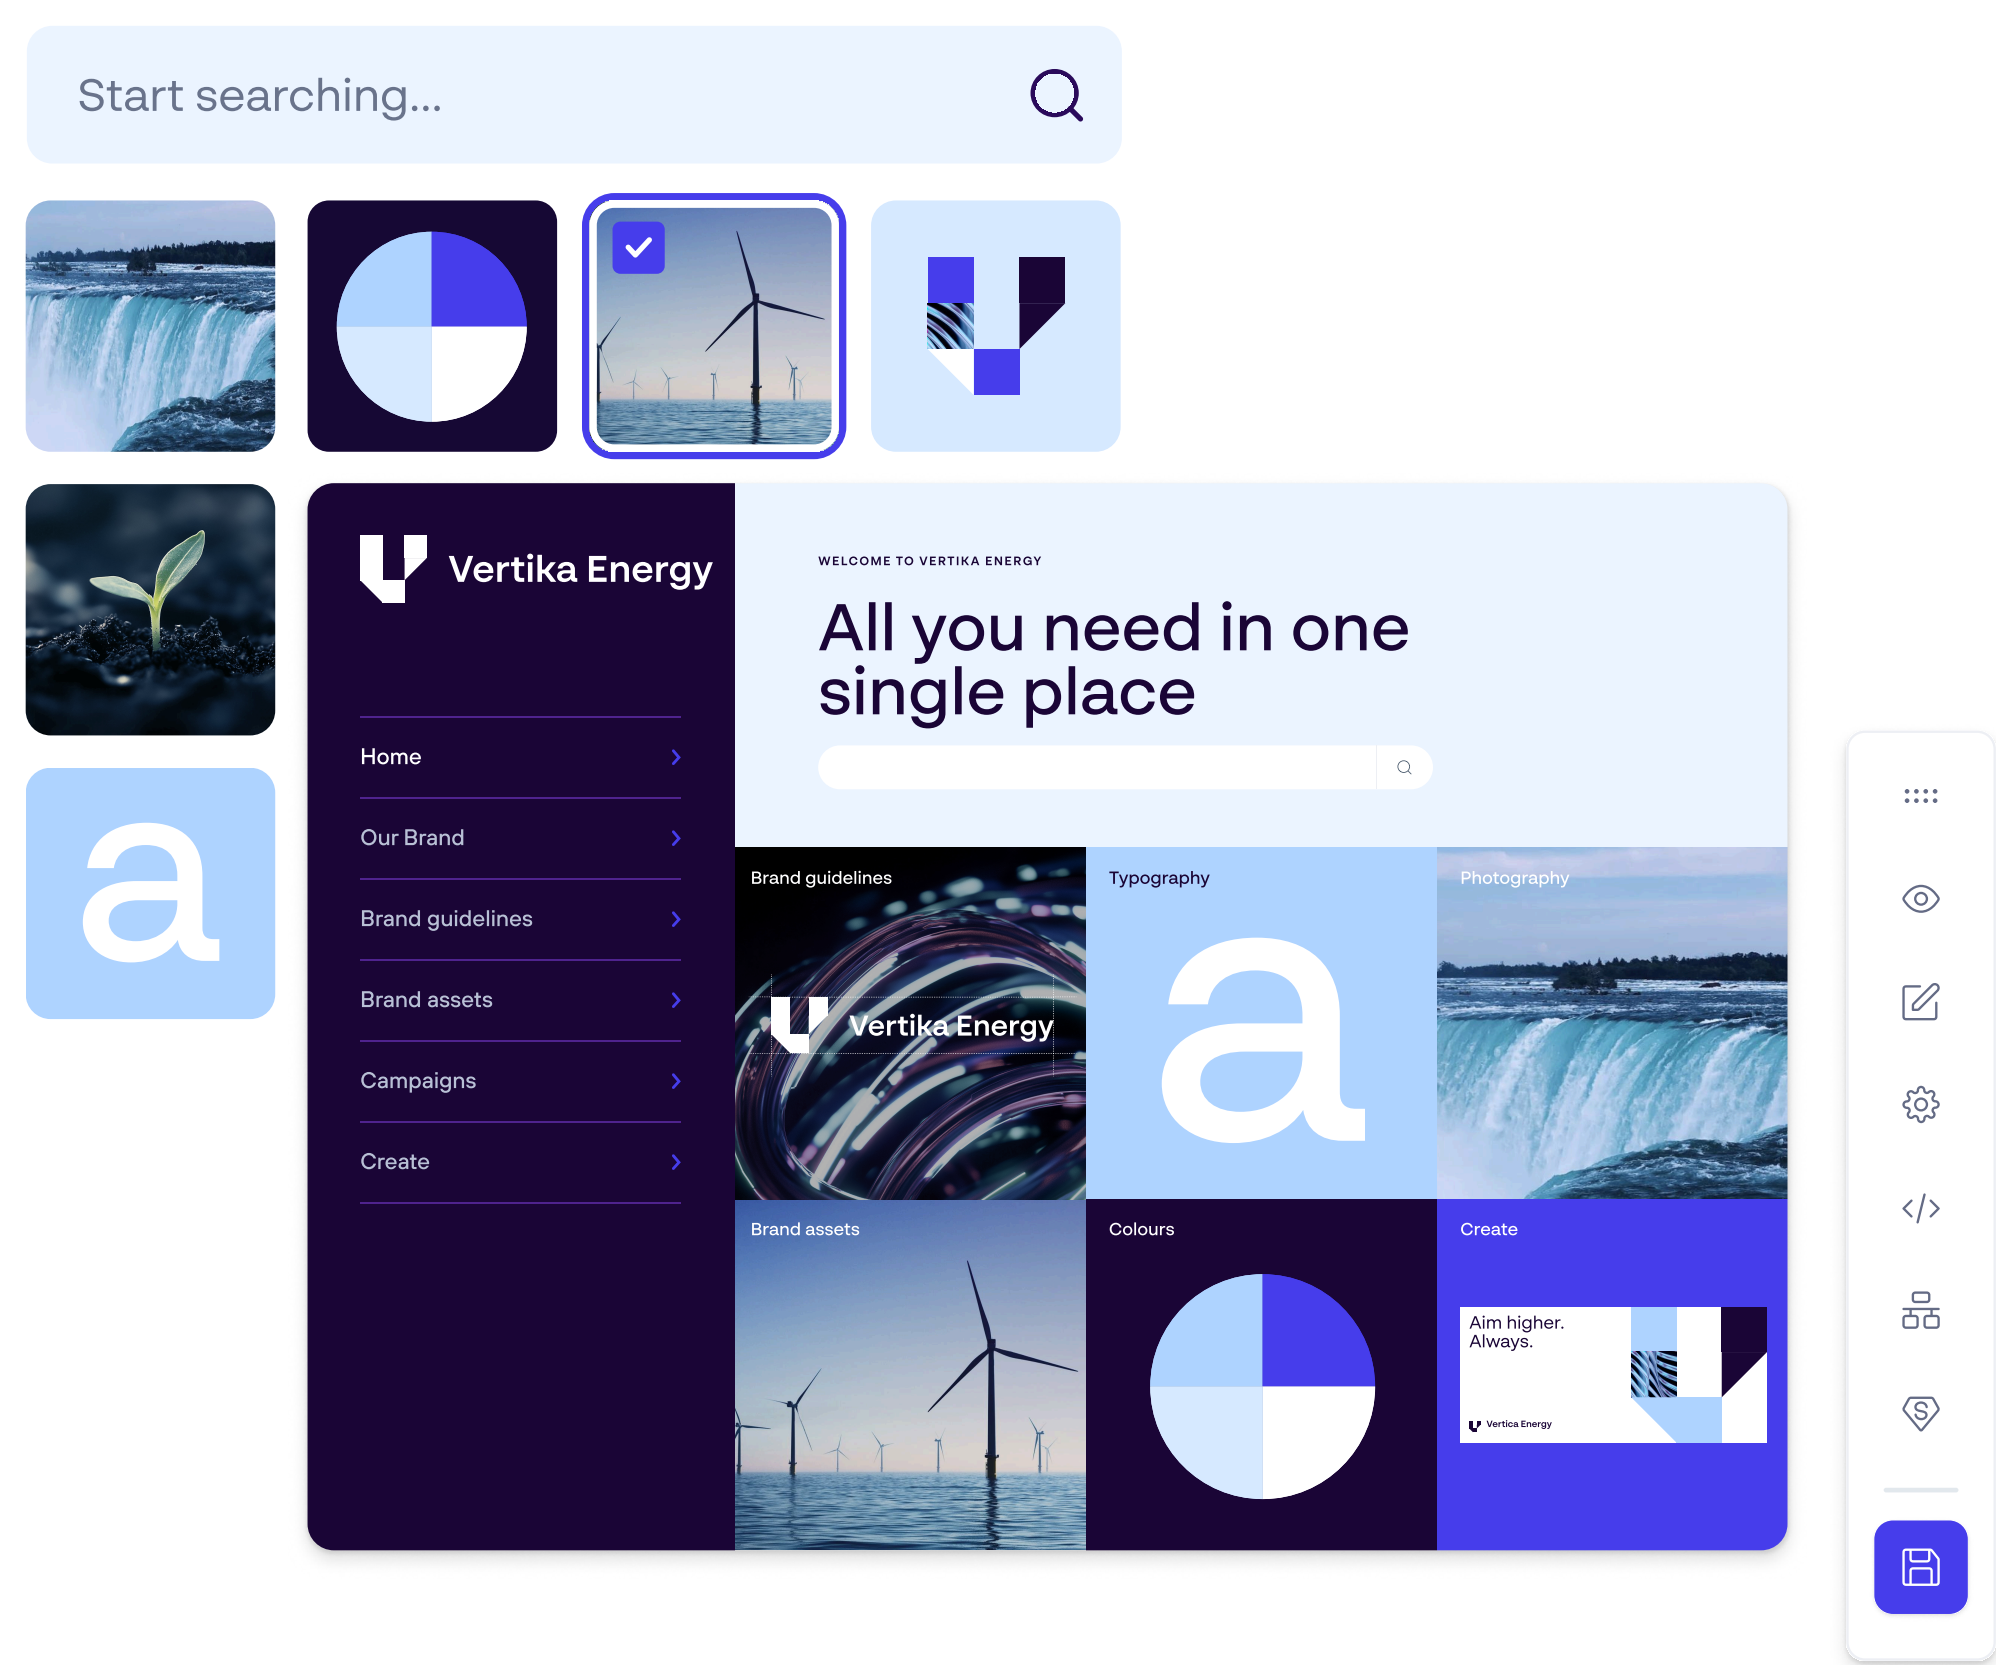 Start searching...
a
Vertika Energy
Home
Our Brand
Brand guidelines
Brand assets
Campaigns
Create
WELCOME TO VERTIKA ENERGY
All you need in one
single place
Brand guidelines
Vertika Energy
Typography
a
Photography
Brand assets
Colours
Create
Aim higher.
Always.
Vertica Energy
S